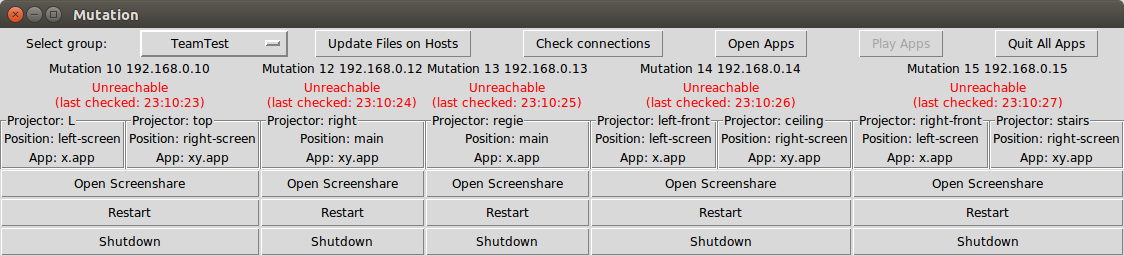 Mutation
Select group: TeamTest Update Files on Hosts Check connections Open Apps Play Apps Quit All Apps
Mutation 10 192.168.0.10 Mutation 12 192.168.0.12 Mutation 13 192.168.0.13 Mutation 14 192.168.0.14 Mutation 15 192.168.0.15
Unreachable Unreachable Unreachable Unreachable Unreachable
(last checked: 23:10:23) (last checked: 23:10:24) (last checked: 23:10:25) (last checked: 23:10:26) (last checked: 23:10:27)
Projector: L Projector: top Projector: right Projector: regie Projector: left-front Projector: ceiling Projector: right-front Projector: stairs
Position: left-screen Position: right-screen Position: main Position: main Position: left-screen Position: right-screen Position: left-screen Position: right-screen
App: x.app App: xy.app App: xy.app App: x.app App: x.app App: xy.app App: x.app App: xy.app
Open Screenshare Open Screenshare Open Screenshare Open Screenshare Open Screenshare
Restart Restart Restart Restart Restart
Shutdown Shutdown Shutdown Shutdown Shutdown